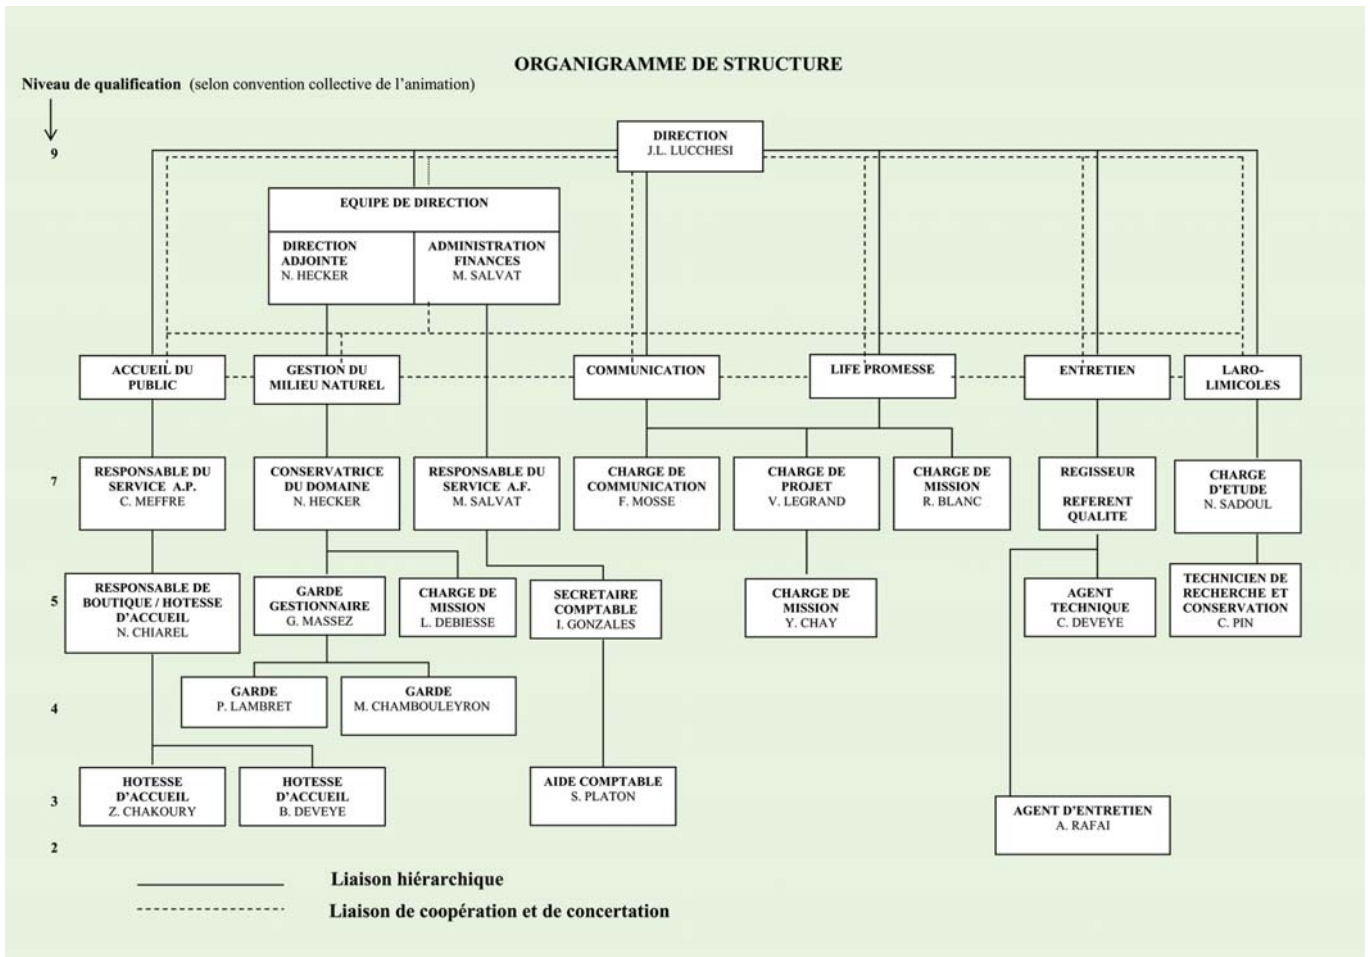 ORGANIGRAMME DE STRUCTURE
Niveau de qualification (selon convention collective de l'animation)
9
DIRECTION
J.L. LUCCHESI
EQUIPE DE DIRECTION
DIRECTION
ADJOINTE
N. HECKER
ADMINISTRATION
FINANCES
M. SALVAT
ACCUEIL DU
PUBLIC
GESTION DU
MILIEU NATUREL
COMMUNICATION
LIFE PROMESSE
ENTRETIEN
LARO-
LIMICOLES
7
RESPONSABLE DU
SERVICE A.P.
C. MEFFRE
CONSERVATRICE
DU DOMAINE
N. HECKER
RESPONSABLE DU
SERVICE A.F.
M. SALVAT
CHARGE DE
COMMUNICATION
F. MOSSE
CHARGE DE
PROJET
V. LEGRAND
CHARGE DE
MISSION
R. BLANC
REGISSEUR
REFERENT
QUALITE
CHARGE
D'ETUDE
N. SADOUL
5
RESPONSABLE DE
BOUTIQUE / HOTESSE
D'ACCUEIL
N. CHIAREL
GARDE
GESTIONNAIRE
G. MASSEZ
CHARGE DE
MISSION
L. DEBIESSE
SECRETAIRE
COMPTABLE
I. GONZALES
CHARGE DE
MISSION
Y. CHAY
AGENT
TECHNIQUE
C. DEVEYE
TECHNICIEN DE
RECHERCHE ET
CONSERVATION
C. PIN
4
GARDE
P. LAMBRET
GARDE
M. CHAMBOULEYRON
3
HOTESSE
D'ACCUEIL
Z. CHAKOURY
HOTESSE
D'ACCUEIL
B. DEVEYE
AIDE COMPTABLE
S. PLATON
AGENT D'ENTRETIEN
A. RAFAI
2
Liaison hiérarchique
Liaison de coopération et de concertation